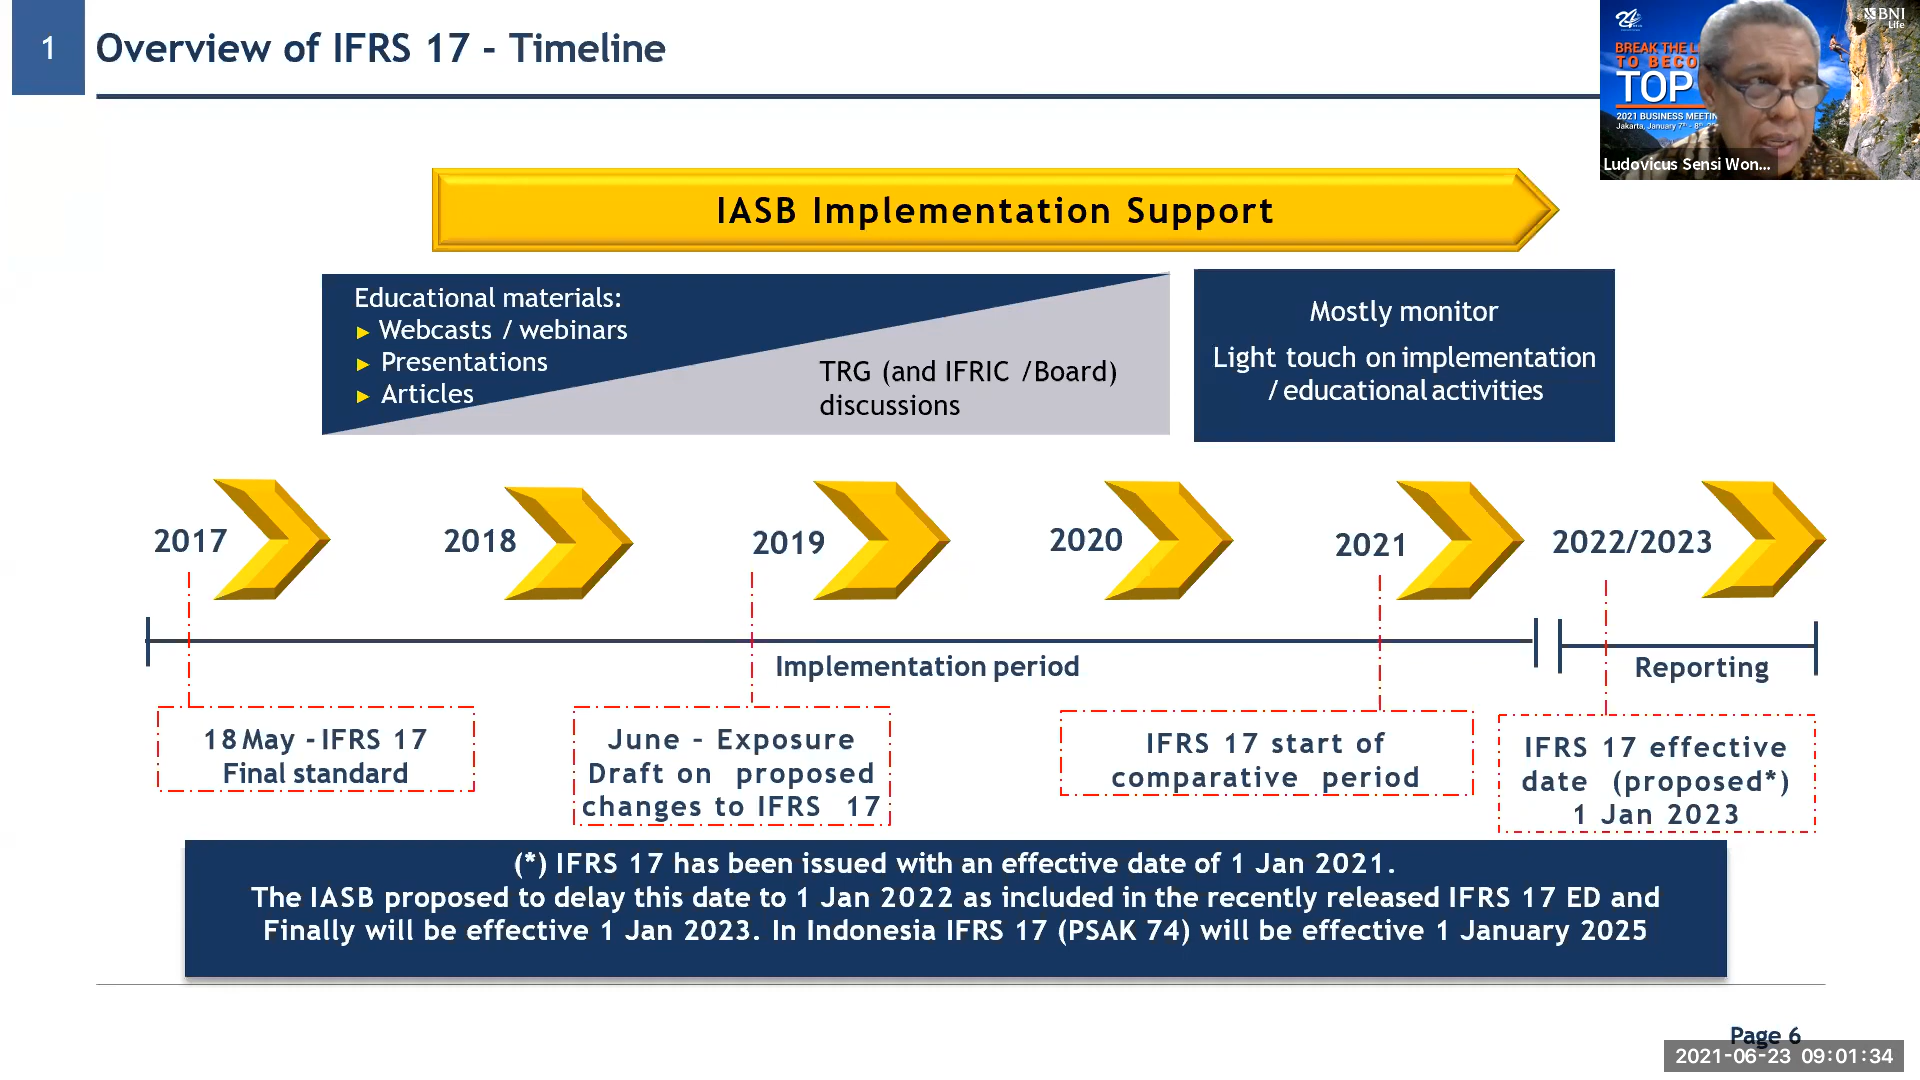 1
Overview of IFRS 17 - Timeline
BNI
Life
BREAK THE L
TO BECO
TOP
2021 BUSINESS MEETIN
Jakarta, January 7th - 8th
Ludovicus Sensi Won...
IASB Implementation Support
Educational materials:
► Webcasts / webinars
► Presentations
► Articles
TRG (and IFRIC /Board)
discussions
Mostly monitor
Light touch on implementation
/ educational activities
2017
2018
2019
2020
2021
2022/2023
Implementation period
Reporting
18 May - IFRS 17
Final standard
June – Exposure
Draft on proposed
changes to IFRS 17
IFRS 17 start of
comparative period
IFRS 17 effective
date (proposed*)
1 Jan 2023
(*) IFRS 17 has been issued with an effective date of 1 Jan 2021.
The IASB proposed to delay this date to 1 Jan 2022 as included in the recently released IFRS 17 ED and
Finally will be effective 1 Jan 2023. In Indonesia IFRS 17 (PSAK 74) will be effective 1 January 2025
Page 6
2021-06-23 09:01:34